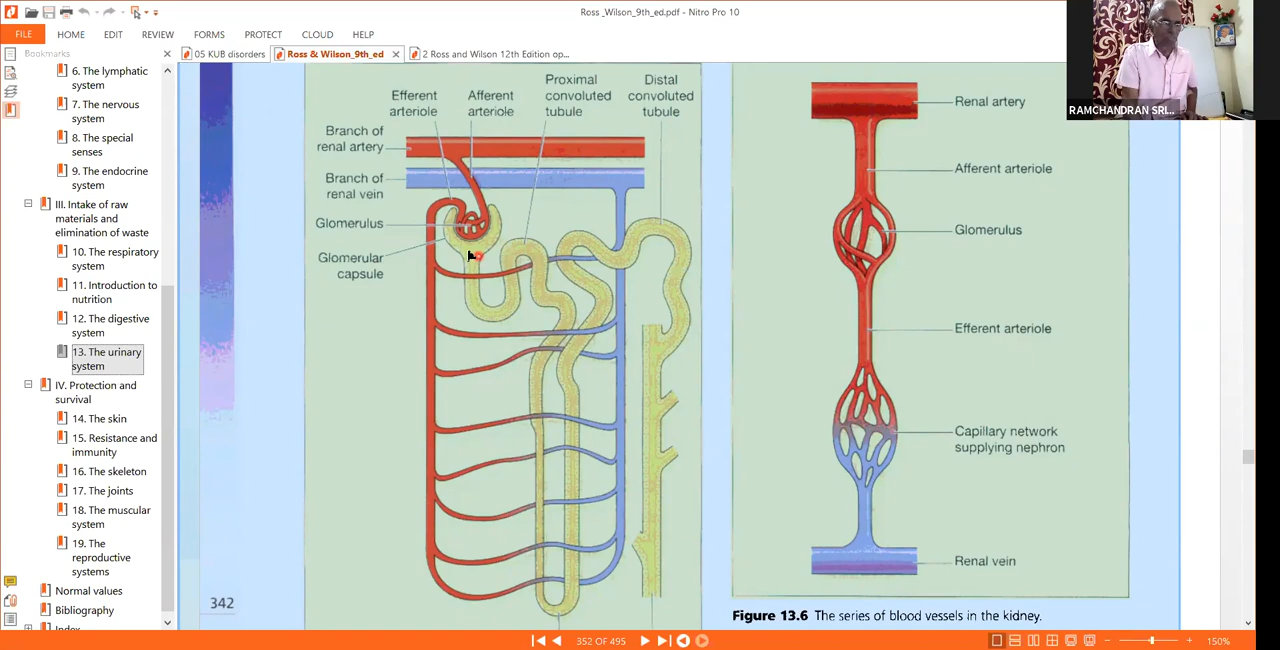 Ross _Wilson_9th_ed.pdf - Nitro Pro 10
FILE
HOME
EDIT
REVIEW
FORMS
PROTECT
CLOUD
HELP
Bookmarks
05 KUB disorders
Ross & Wilson_9th_ed
2 Ross and Wilson 12th Edition op...
6. The lymphatic
system
7. The nervous
system
8. The special
senses
9. The endocrine
system
III. Intake of raw
materials and
elimination of waste
10. The respiratory
system
11. Introduction to
nutrition
12. The digestive
system
13. The urinary
system
IV. Protection and
survival
14. The skin
15. Resistance and
immunity
16. The skeleton
17. The joints
18. The muscular
system
19. The
reproductive
systems
Normal values
Bibliography
Index
Efferent
arteriole
Afferent
arteriole
Proximal
convoluted
tubule
Distal
convoluted
tubule
Branch of
renal artery
Branch of
renal vein
Glomerulus
Glomerular
capsule
342
Renal artery
Afferent arteriole
Glomerulus
Efferent arteriole
Capillary network
supplying nephron
Renal vein
Figure 13.6 The series of blood vessels in the kidney.
RAMCHANDRAN SRI...
352 OF 495
150%